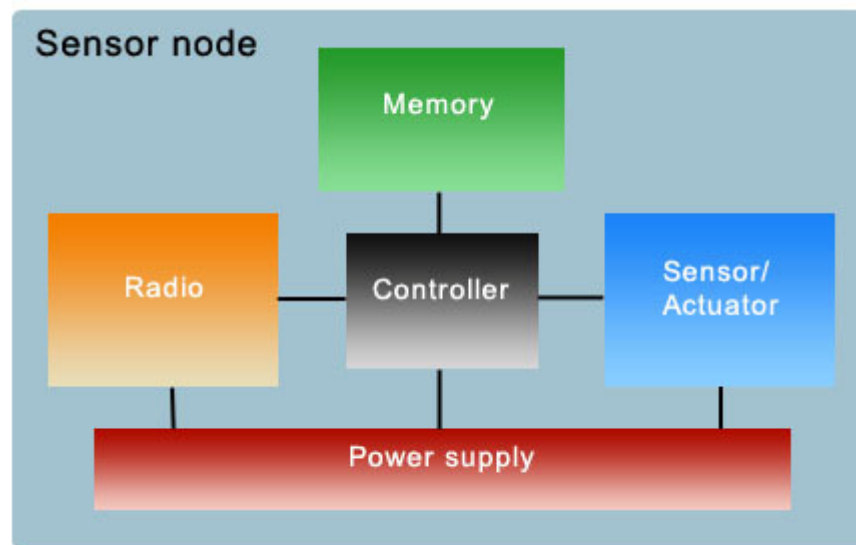 Sensor node
Memory
Radio
Controller
Sensor/
Actuator
Power supply